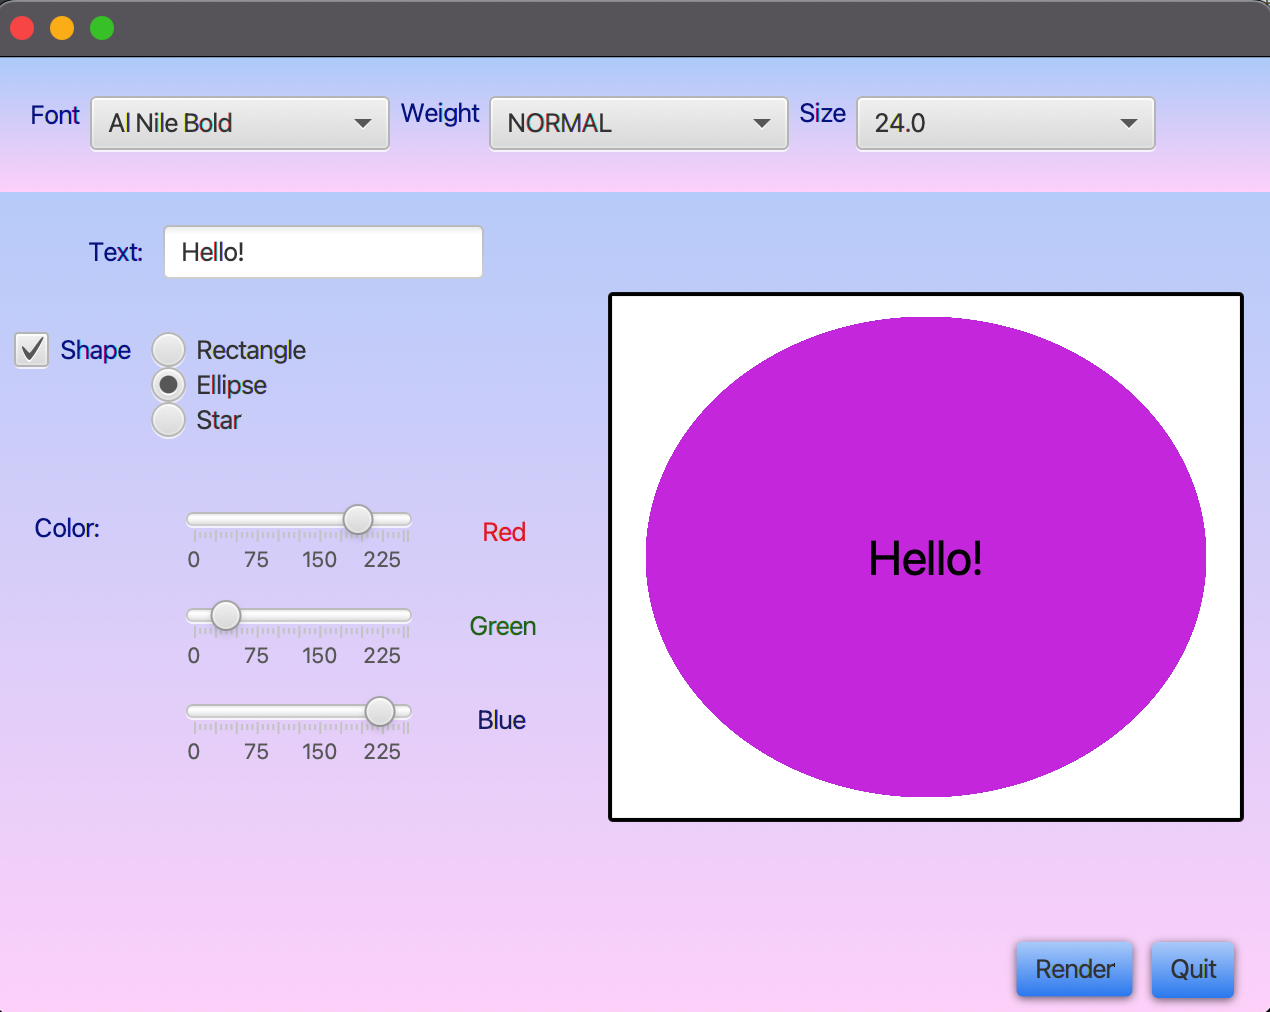 Font Al Nile Bold Weight NORMAL Size 24.0
Text: Hello!
Shape Rectangle
Ellipse
Star
Color: Red
0 75 150 225
Green
0 75 150 225
Blue
0 75 150 225
Hello!
Render Quit